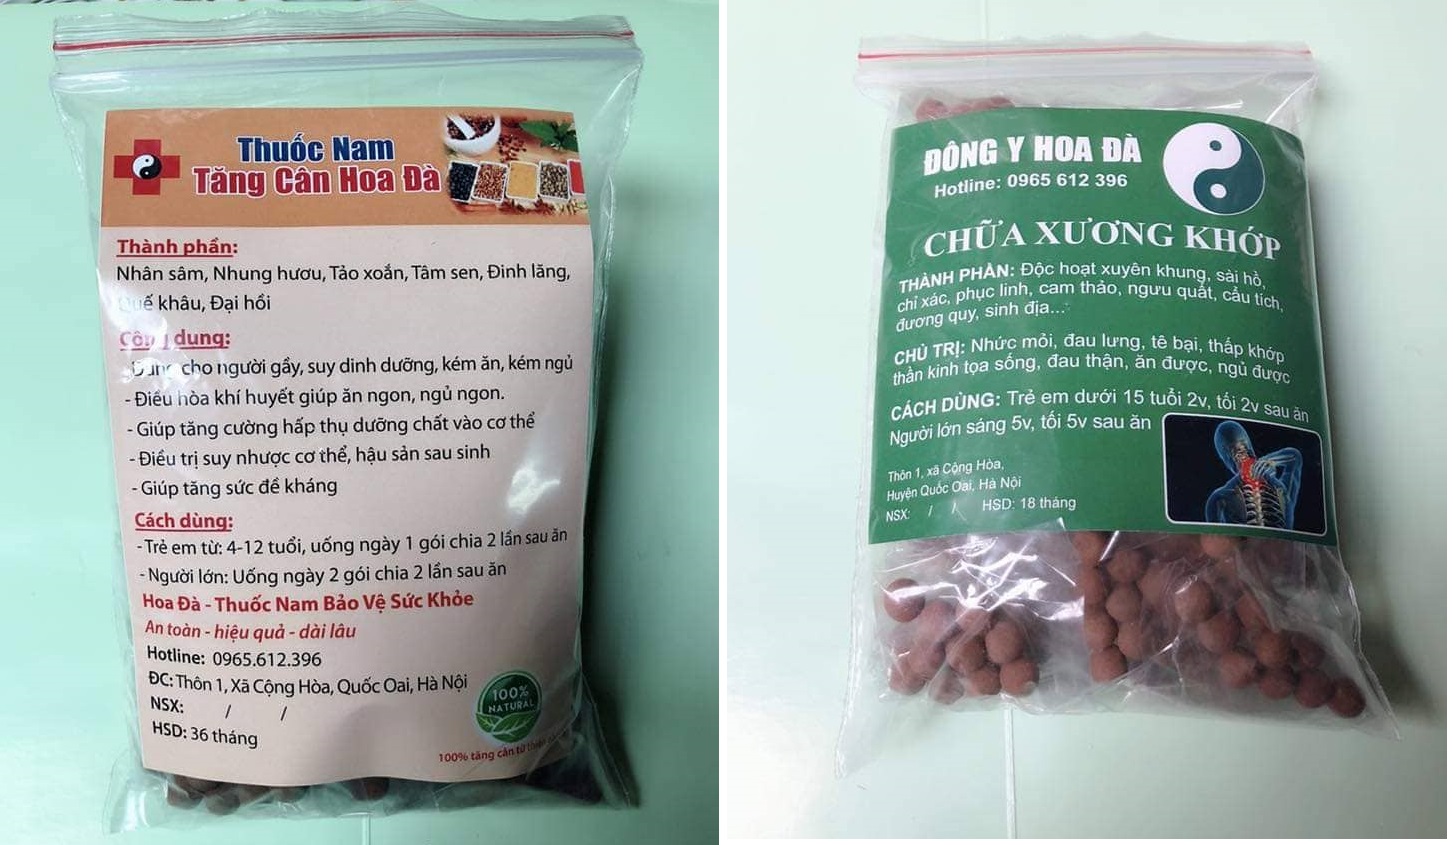 Thuốc Nam
Tăng Cân Hoa Đà
Thành phần:
Nhân sâm, Nhung hươu, Tảo xoắn, Tâm sen, Đinh lăng,
khâu, Đại hồi
dụng:
cho người gầy, suy dinh dưỡng, kém ăn, kém ngủ
- Điều hòa khí huyết giúp ăn ngon, ngủ ngon.
- Giúp tăng cường hấp thụ dưỡng chất vào cơ thể
- Điều trị suy nhược cơ thể, hậu sản sau sinh
- Giúp tăng sức đề kháng
Cách dùng:
- Trẻ em từ: 4-12 tuổi, uống ngày 1 gói chia 2 lần sau ăn
- Người lớn: Uống ngày 2 gói chia 2 lần sau ăn
Hoa Đà - Thuốc Nam Bảo Vệ Sức Khỏe
An toàn - hiệu quả - dài lâu
Hotline: 0965.612.396
ĐC: Thôn 1, Xã Cộng Hòa, Quốc Oai, Hà Nội
NSX: / /
HSD: 36 tháng
100%
NATURAL
100% tăng cân từ
ĐÔNG Y HOA ĐÀ
Hotline: 0965 612 396
CHỮA XƯƠNG KHỚP
THÀNH PHẦN: Độc hoạt xuyên khung, sài hồ,
chỉ xác, phục linh, cam thảo, ngưu quất, cẩu tích,
đương quy, sinh địa...
CHỦ TRỊ: Nhức mỏi, đau lưng, tê bại, thấp khớp
thần kinh tọa sống, đau thận, ăn được, ngủ được
CÁCH DÙNG: Trẻ em dưới 15 tuổi 2v, tối 2v sau ăn
Người lớn sáng 5v, tối 5v sau ăn
Thôn 1, xã Cộng Hòa,
Huyện Quốc Oai, Hà Nội
NSX: / / HSD: 18 tháng